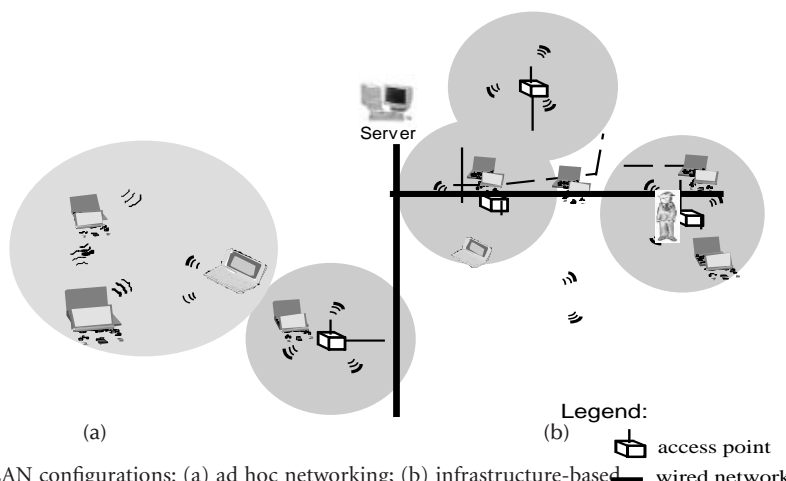 Server
(a)
(b)
Legend:
access point
wired network
AN configurations: (a) ad hoc networking; (b) infrastructure-based